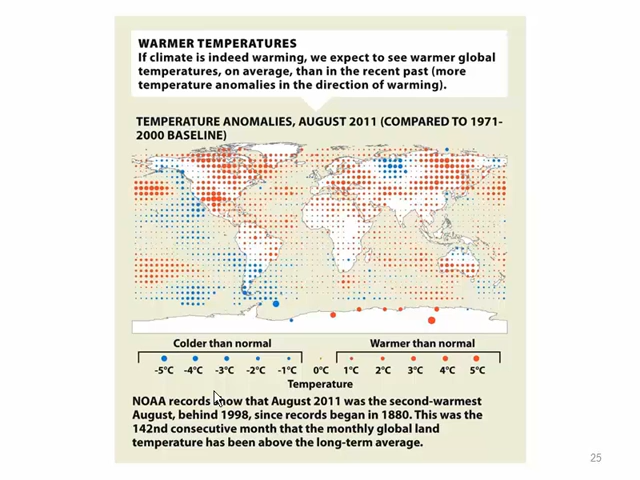 WARMER TEMPERATURES
If climate is indeed warming, we expect to see warmer global
temperatures, on average, than in the recent past (more
temperature anomalies in the direction of warming).
TEMPERATURE ANOMALIES, AUGUST 2011 (COMPARED TO 1971-
2000 BASELINE)
Colder than normal Warmer than normal
-5°C -4°C -3°C -2°C -1°C 0°C 1°C 2°C 3°C 4°C 5°C
Temperature
NOAA records show that August 2011 was the second-warmest
August, behind 1998, since records began in 1880. This was the
142nd consecutive month that the monthly global land
temperature has been above the long-term average.
25